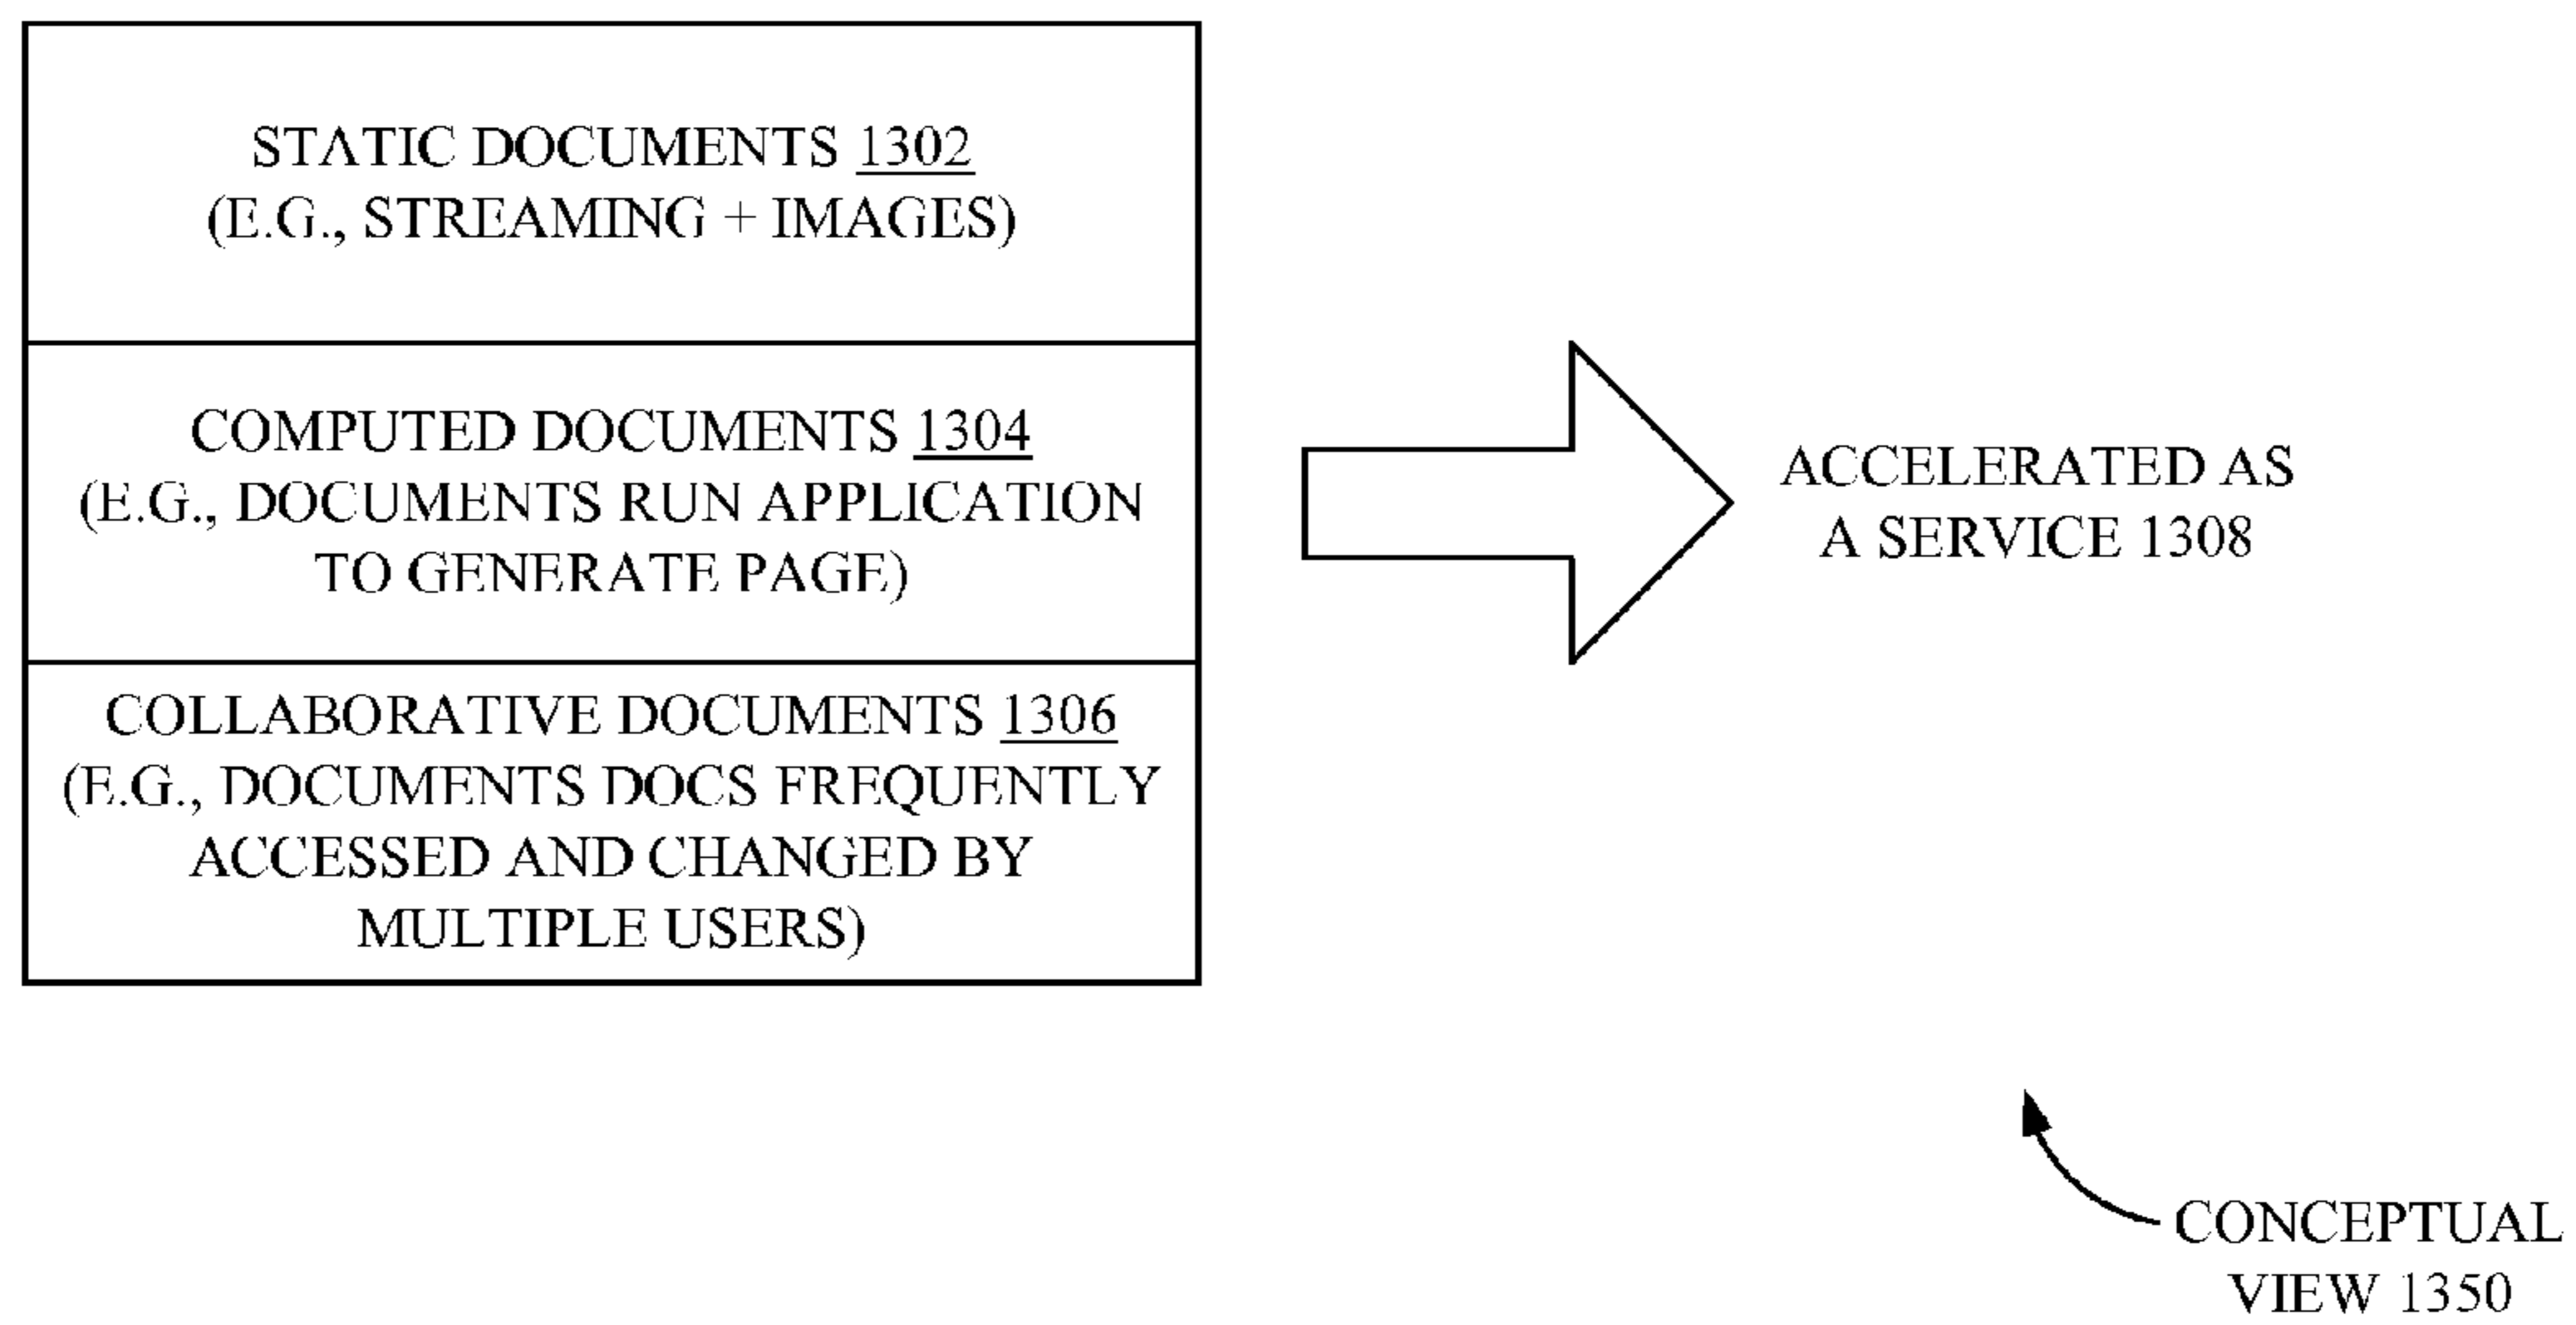 STATIC DOCUMENTS 1302
(E.G., STREAMING + IMAGES)
COMPUTED DOCUMENTS 1304
(E.G., DOCUMENTS RUN APPLICATION
TO GENERATE PAGE)
COLLABORATIVE DOCUMENTS 1306
(E.G., DOCUMENTS DOCS FREQUENTLY
ACCESSED AND CHANGED BY
MULTIPLE USERS)
ACCELERATED AS
A SERVICE 1308
CONCEPTUAL
VIEW 1350